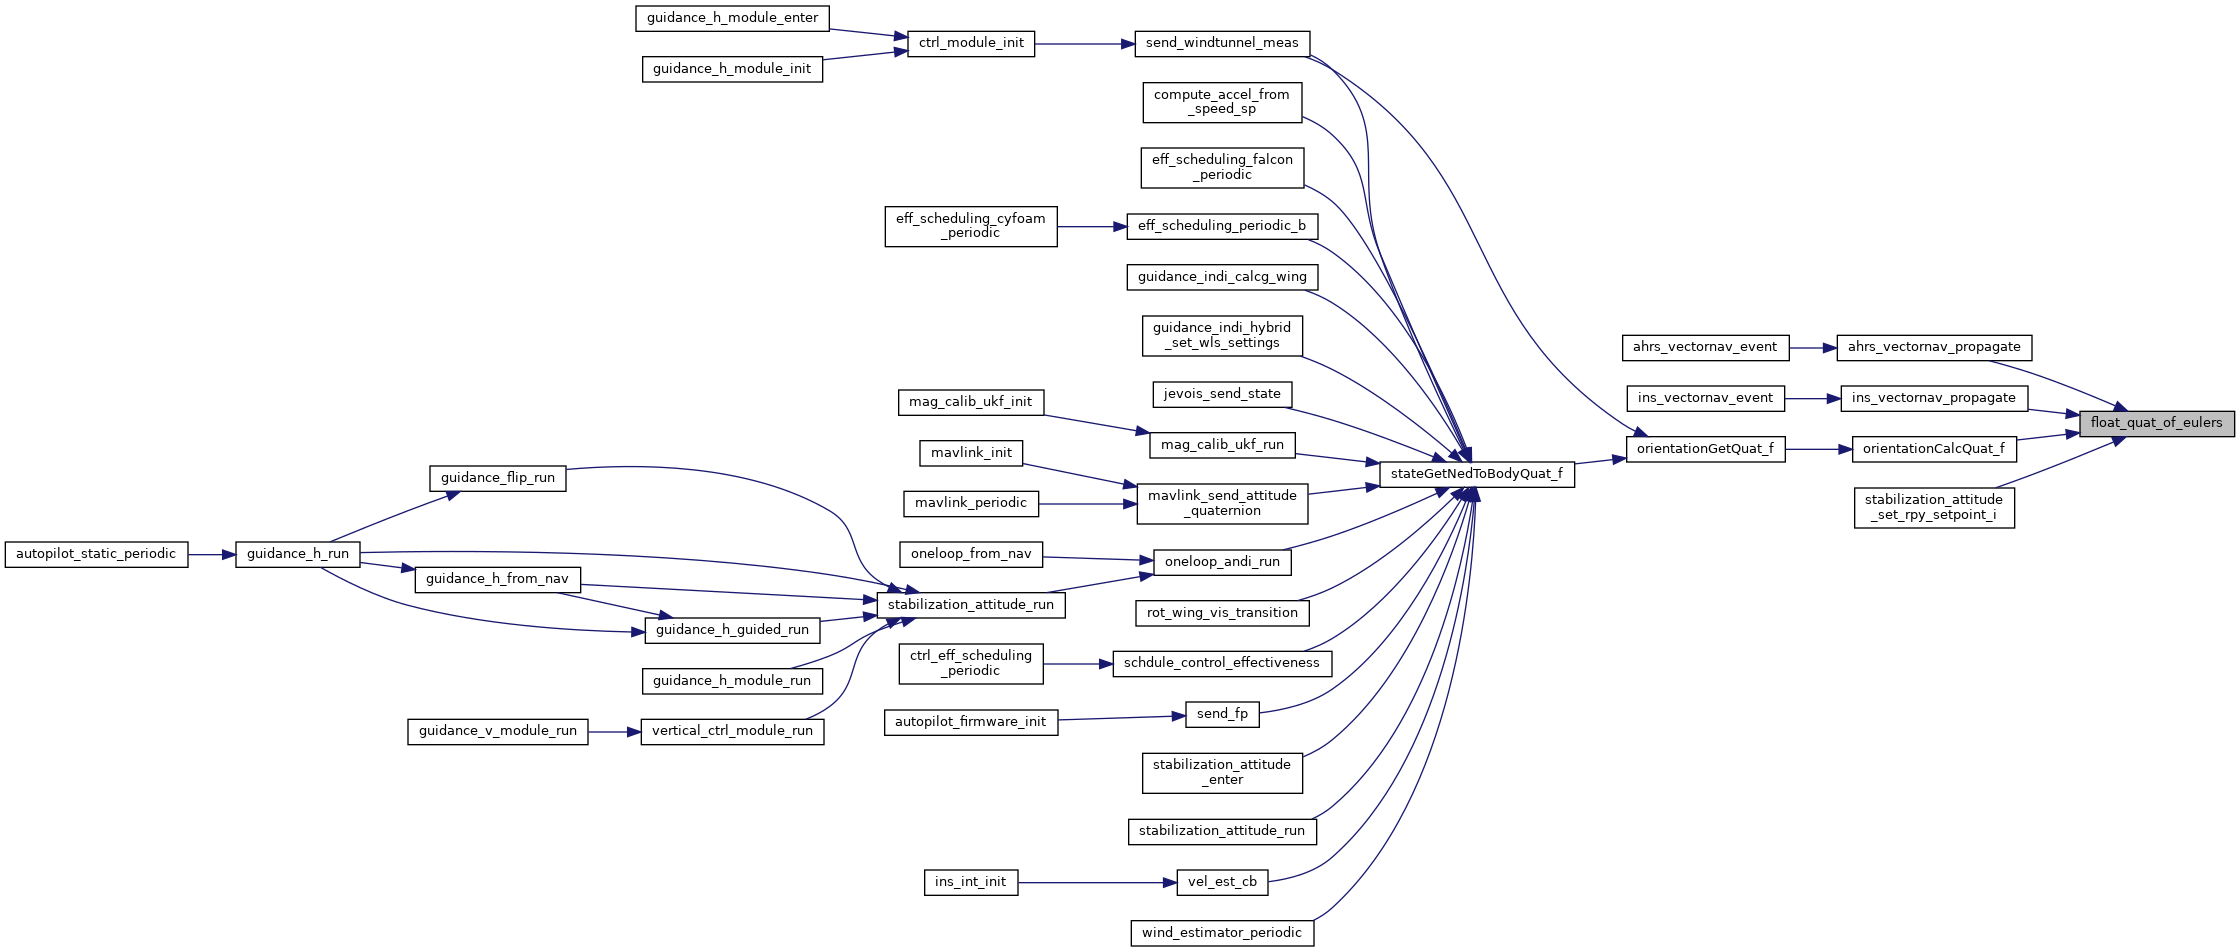 guidance_h_module_enter
guidance_h_module_init
ctrl_module_init
send_windtunnel_meas
compute_accel_from
_speed_sp
eff_scheduling_falcon
_periodic
eff_scheduling_cyfoam
_periodic
eff_scheduling_periodic_b
guidance_indi_calcg_wing
guidance_indi_hybrid
_set_wls_settings
jevois_send_state
mag_calib_ukf_init
mag_calib_ukf_run
mavlink_init
mavlink_periodic
mavlink_send_attitude
_quaternion
stateGetNedToBodyQuat_f
ahrs_vectornav_event
ahrs_vectornav_propagate
ins_vectornav_event
ins_vectornav_propagate
float_quat_of_eulers
orientationGetQuat_f
orientationCalcQuat_f
stabilization_attitude
_set_rpy_setpoint_i
guidance_flip_run
autopilot_static_periodic
guidance_h_run
guidance_h_from_nav
guidance_h_guided_run
stabilization_attitude_run
oneloop_from_nav
oneloop_andi_run
rot_wing_vis_transition
guidance_h_module_run
ctrl_eff_scheduling
_periodic
schdule_control_effectiveness
guidance_v_module_run
vertical_ctrl_module_run
autopilot_firmware_init
send_fp
stabilization_attitude
_enter
stabilization_attitude_run
ins_int_init
vel_est_cb
wind_estimator_periodic